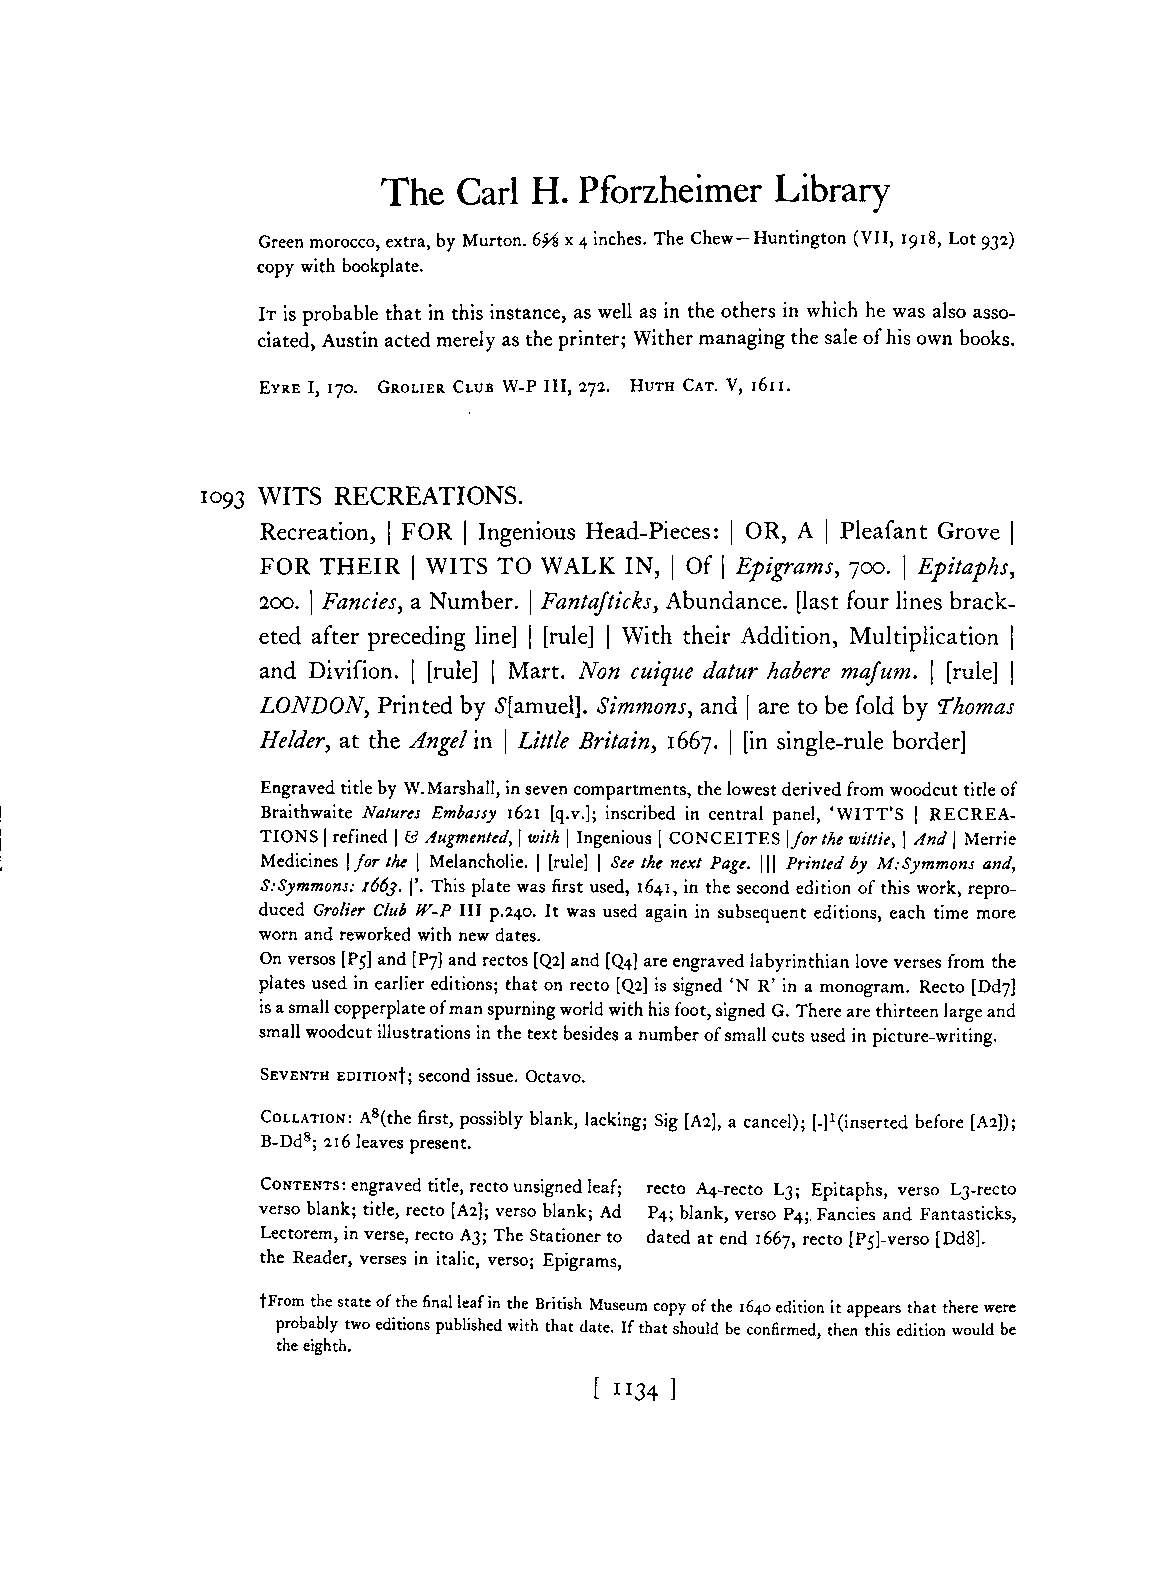 The Carl H. Pforzheimer Library
Green morocco, extra, by Murton. 6⅝ x 4 inches. The Chew—Huntington (VII, 1918, Lot 932)
copy with bookplate.
IT is probable that in this instance, as well as in the others in which he was also asso-
ciated, Austin acted merely as the printer; Wither managing the sale of his own books.
EYRE I, 170. GROLIER CLUB W-P III, 272. HUTH CAT. V, 1611.
1093 WITS RECREATIONS.
Recreation, | FOR | Ingenious Head-Pieces: | OR, A | Pleaſant Grove |
FOR THEIR | WITS TO WALK IN, | Of | Epigrams, 700. | Epitaphs,
200. | Fancies, a Number. | Fantaſticks, Abundance. [last four lines brack-
eted after preceding line] | [rule] | With their Addition, Multiplication |
and Diviſion. | [rule] | Mart. Non cuique datur habere maſum. | [rule] |
LONDON, Printed by S[amuel]. Simmons, and | are to be ſold by Thomas
Helder, at the Angel in | Little Britain, 1667. | [in single-rule border]
Engraved title by W.Marshall, in seven compartments, the lowest derived from woodcut title of
Braithwaite Natures Embassy 1621 [q.v.]; inscribed in central panel, ‘WITT'S | RECREA-
TIONS | refined | & Augmented, | with | Ingenious | CONCEITES | for the wittie, | And | Merrie
Medicines | for the | Melancholie. | [rule] | See the next Page. ||| Printed by M:Symmons and,
S:Symmons: 1663. |’. This plate was first used, 1641, in the second edition of this work, repro-
duced Grolier Club W-P III p.240. It was used again in subsequent editions, each time more
worn and reworked with new dates.
On versos [P5] and [P7] and rectos [Q2] and [Q4] are engraved labyrinthian love verses from the
plates used in earlier editions; that on recto [Q2] is signed ‘N R’ in a monogram. Recto [Dd7]
is a small copperplate of man spurning world with his foot, signed G. There are thirteen large and
small woodcut illustrations in the text besides a number of small cuts used in picture-writing.
SEVENTH EDITION†; second issue. Octavo.
COLLATION: A⁸(the first, possibly blank, lacking; Sig [A2], a cancel); [-]¹(inserted before [A2]);
B-Dd⁸; 216 leaves present.
CONTENTS: engraved title, recto unsigned leaf;
verso blank; title, recto [A2]; verso blank; Ad
Lectorem, in verse, recto A3; The Stationer to
the Reader, verses in italic, verso; Epigrams,
recto A4-recto L3; Epitaphs, verso L3-recto
P4; blank, verso P4; Fancies and Fantasticks,
dated at end 1667, recto [P5]-verso [Dd8].
†From the state of the final leaf in the British Museum copy of the 1640 edition it appears that there were
probably two editions published with that date. If that should be confirmed, then this edition would be
the eighth.
[ 1134 ]